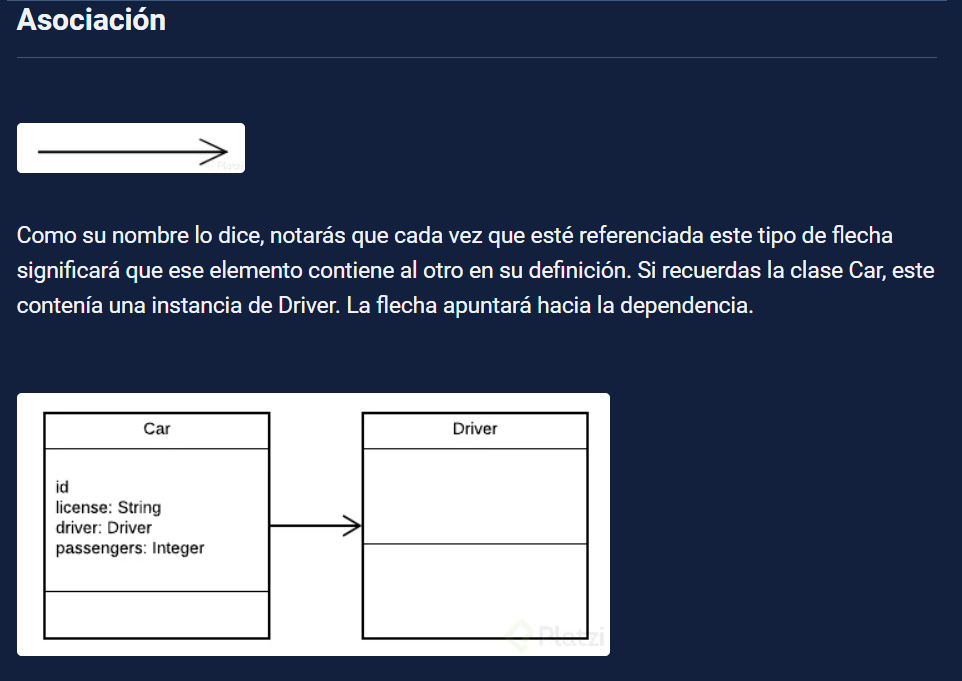 Asociación
Platzi
Como su nombre lo dice, notarás que cada vez que esté referenciada este tipo de flecha
significará que ese elemento contiene al otro en su definición. Si recuerdas la clase Car, este
contenía una instancia de Driver. La flecha apuntará hacia la dependencia.
Car
id
license: String
driver: Driver
passengers: Integer
Driver
Platzi